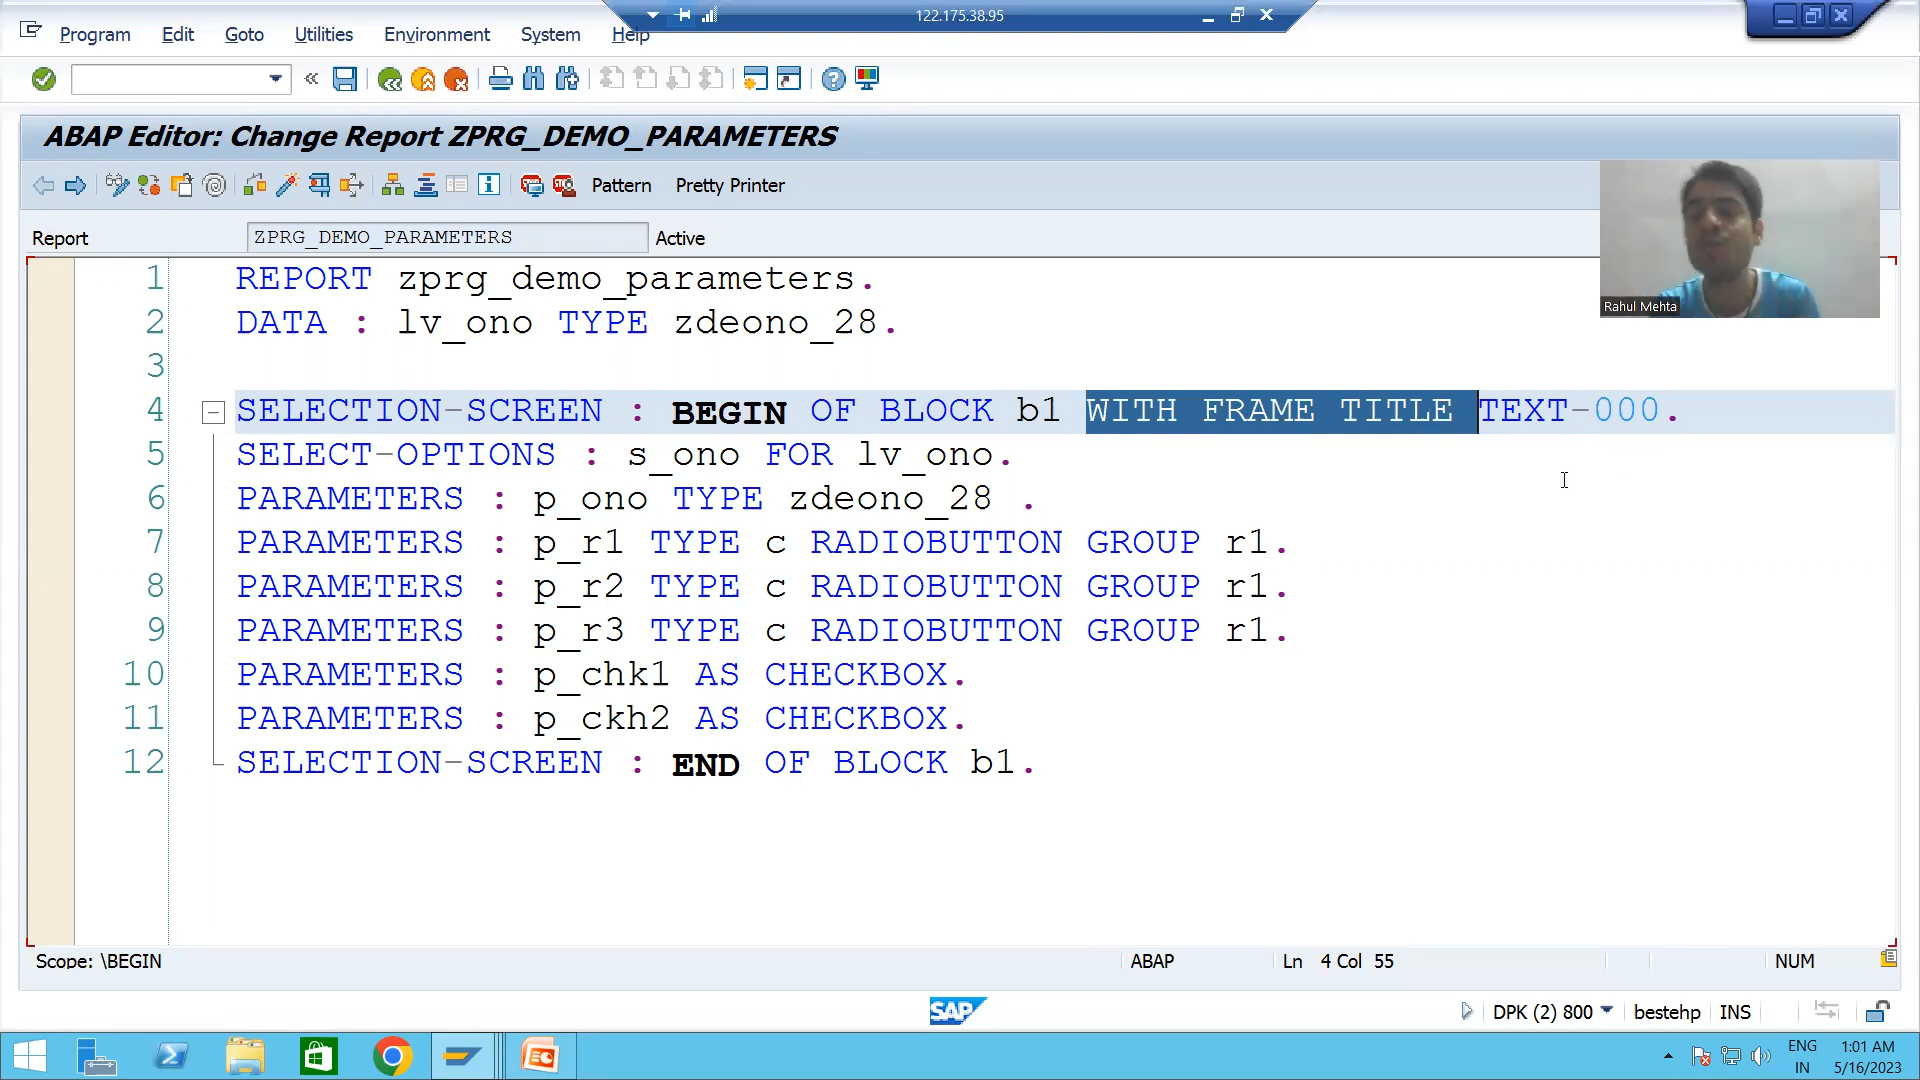 122.175.38.95
Program Edit Goto Utilities Environment System Help
ABAP Editor: Change Report ZPRG_DEMO_PARAMETERS
Pattern Pretty Printer
Report ZPRG_DEMO_PARAMETERS Active
Rahul Mehta
1 REPORT zprg_demo_parameters.
2 DATA : lv_ono TYPE zdeono_28.
3
4 SELECTION-SCREEN : BEGIN OF BLOCK b1 WITH FRAME TITLE TEXT-000.
5 SELECT-OPTIONS : s_ono FOR lv_ono.
6 PARAMETERS : p_ono TYPE zdeono_28 .
7 PARAMETERS : p_r1 TYPE c RADIOBUTTON GROUP r1.
8 PARAMETERS : p_r2 TYPE c RADIOBUTTON GROUP r1.
9 PARAMETERS : p_r3 TYPE c RADIOBUTTON GROUP r1.
10 PARAMETERS : p_chk1 AS CHECKBOX.
11 PARAMETERS : p_ckh2 AS CHECKBOX.
12 SELECTION-SCREEN : END OF BLOCK b1.
Scope: \BEGIN ABAP Ln 4 Col 55 NUM
SAP DPK (2) 800 bestehp INS
ENG 1:01 AM
IN 5/16/2023